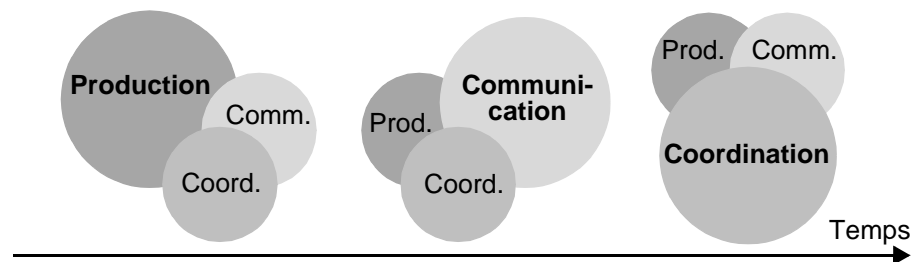 Production
Comm.
Coord.
Communi-
cation
Prod.
Coord.
Prod.
Comm.
Coordination
Temps